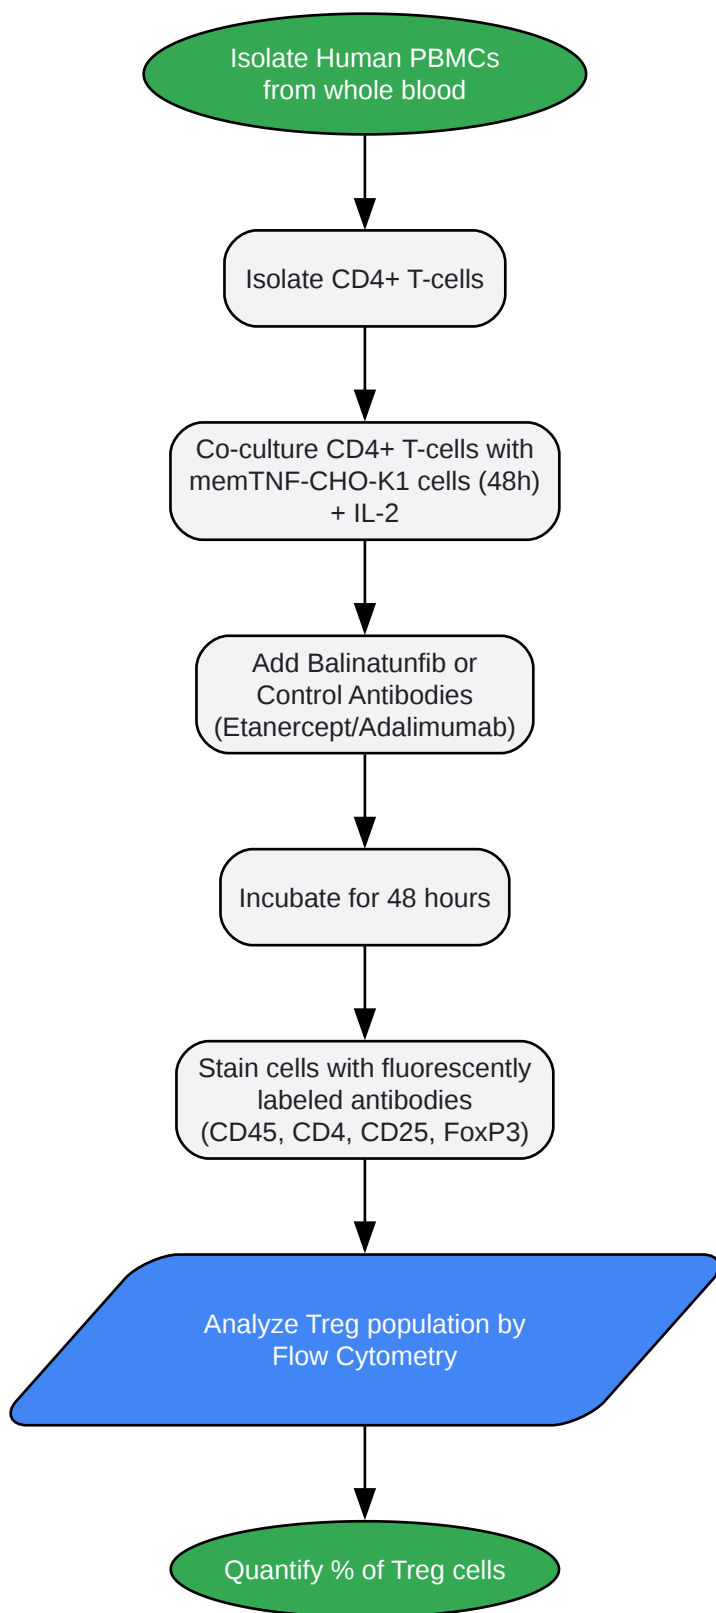 Isolate Human PBMCs
from whole blood
Isolate CD4+ T-cells
Co-culture CD4+ T-cells with
memTNF-CHO-K1 cells (48h)
+ IL-2
Add Balinatunfib or
Control Antibodies
(Etanercept/Adalimumab)
Incubate for 48 hours
Stain cells with fluorescently
labeled antibodies
(CD45, CD4, CD25, FoxP3)
Analyze Treg population by
Flow Cytometry
Quantify % of Treg cells